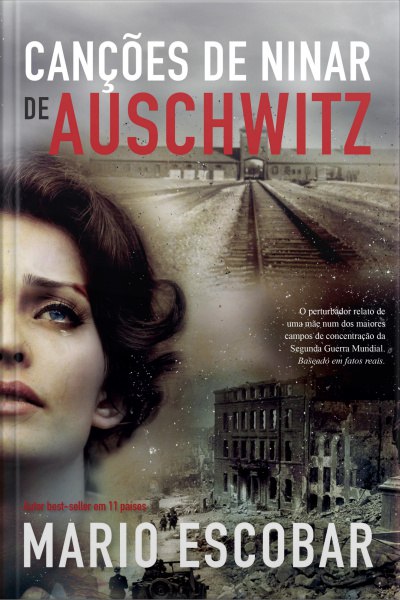 CANÇÕES DE NINAR
DE AUSCHWITZ
O perturbador relato de
uma mãe num dos maiores
campos de concentração da
Segunda Guerra Mundial.
Baseado em fatos reais.
autor best-seller em 11 países
MARIO ESCOBAR